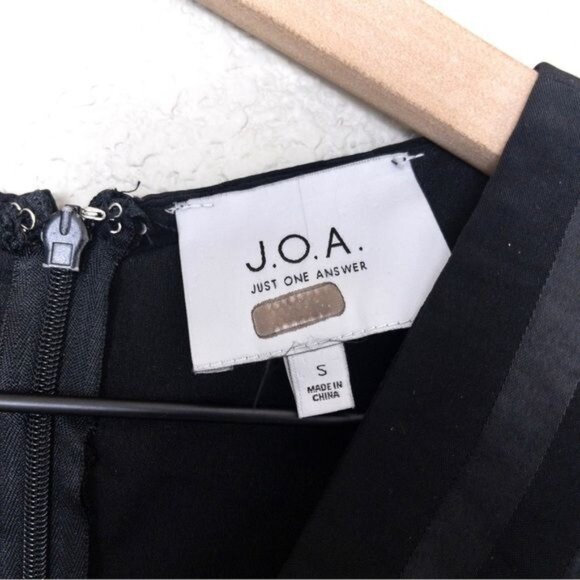 J.O.A.
JUST ONE ANSWER
S
MADE IN
CHINA